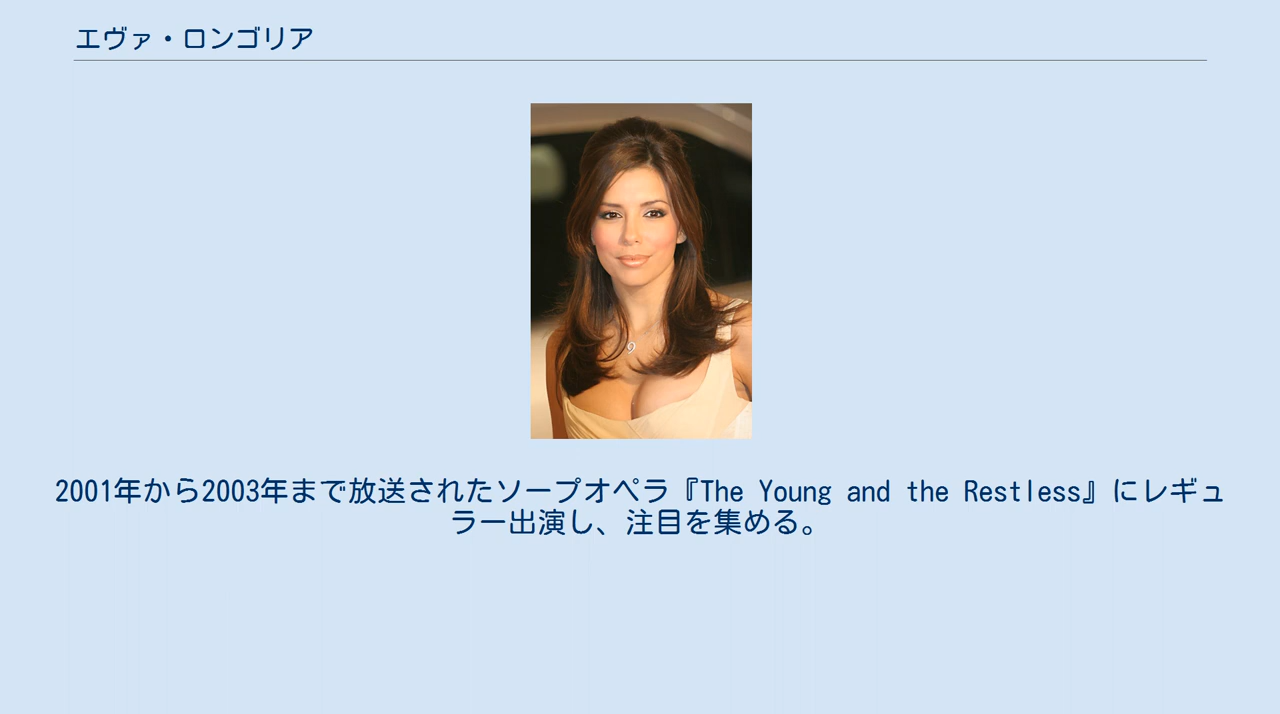 エヴァ・ロンゴリア
2001年から2003年まで放送されたソープオペラ『The Young and the Restless』にレギュ
ラー出演し、注目を集める。